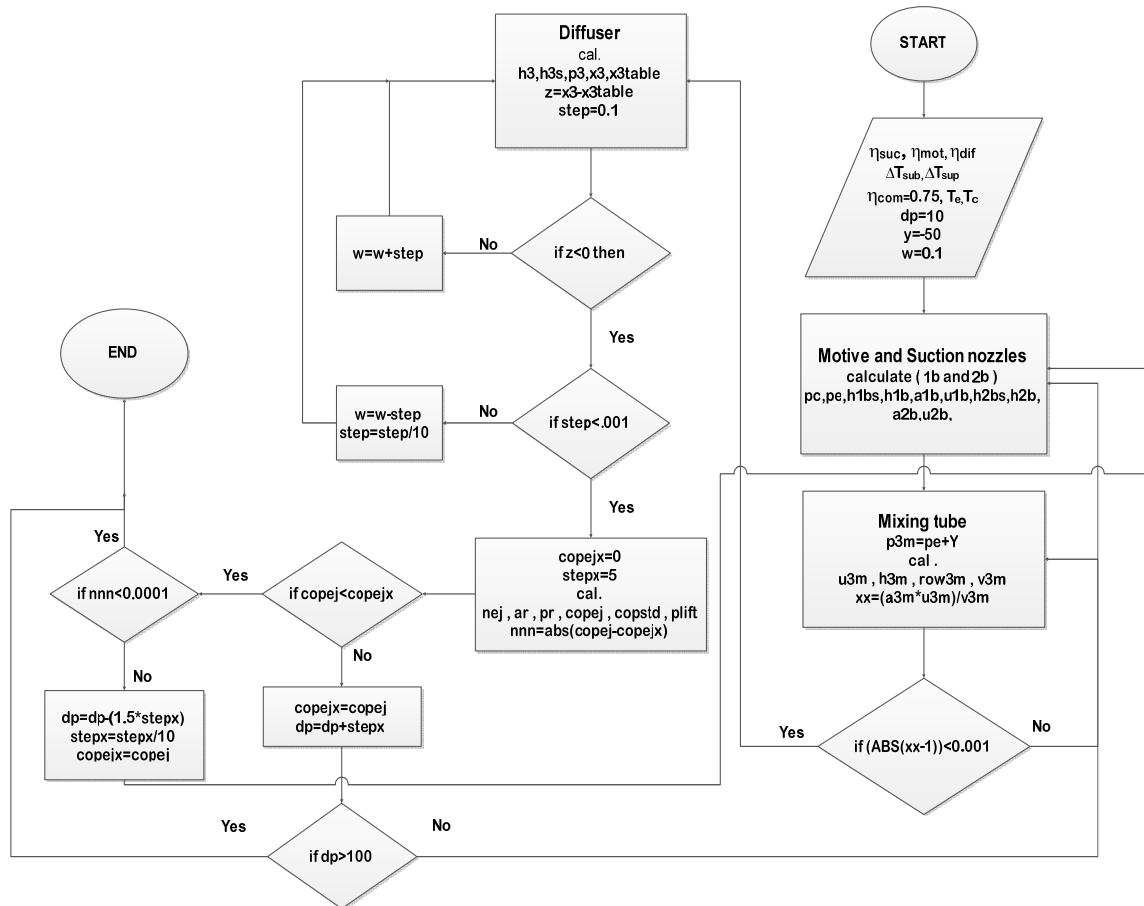 START
ηsuc, ηmot, ηdif
ΔTsub, ΔTsup
ηcom=0.75, Te,Tc
dp=10
y=-50
w=0.1
Motive and Suction nozzles
calculate ( 1b and 2b )
pc,pe,h1bs,h1b,a1b,u1b,h2bs,h2b,
a2b,u2b,
Mixing tube
p3m=pe+Y
cal .
u3m , h3m , row3m , v3m
xx=(a3m*u3m)/v3m
if (ABS(xx-1))<0.001
Yes
No
Diffuser
cal.
h3,h3s,p3,x3,x3table
z=x3-x3table
step=0.1
if z<0 then
No
w=w+step
Yes
if step<.001
No
w=w-step
step=step/10
Yes
copejx=0
stepx=5
cal.
nej , ar , pr , copej , copstd , plift
nnn=abs(copej-copejx)
if copej<copejx
Yes
No
copejx=copej
dp=dp+stepx
if dp>100
Yes
No
if nnn<0.0001
Yes
No
dp=dp-(1.5*stepx)
stepx=stepx/10
copejx=copej
END